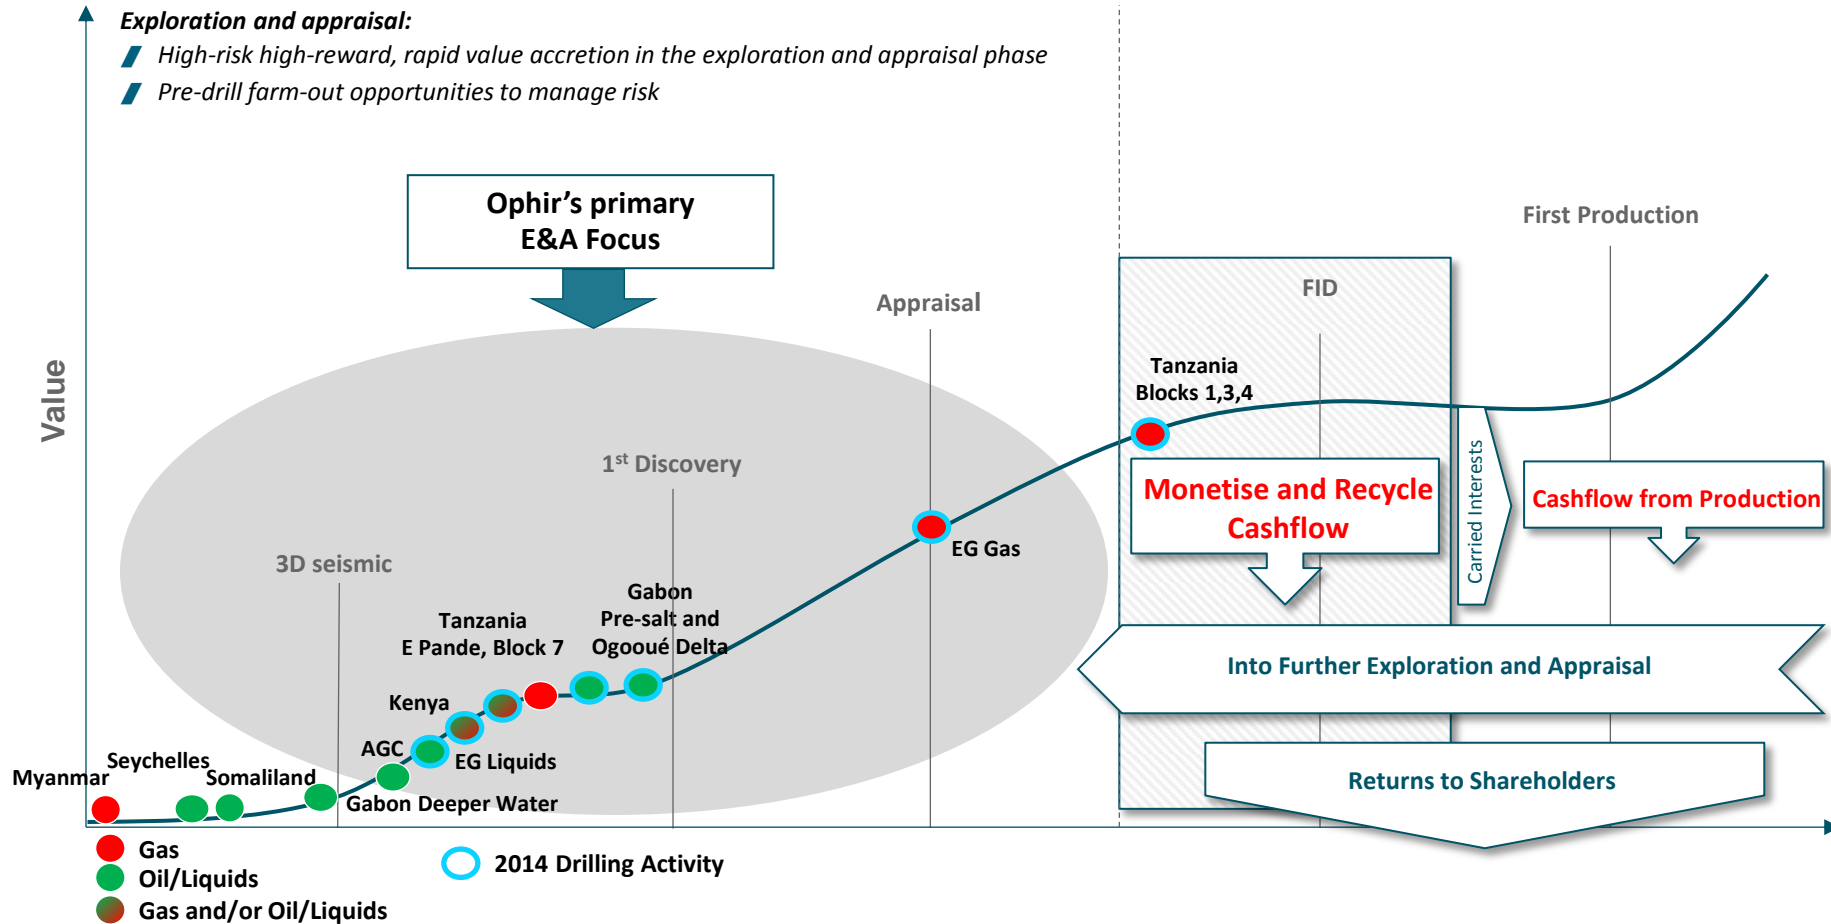 Exploration and appraisal:
High-risk high-reward, rapid value accretion in the exploration and appraisal phase
Pre-drill farm-out opportunities to manage risk
Ophir’s primary
E&A Focus
First Production
FID
Appraisal
Value
Tanzania
Blocks 1,3,4
1st Discovery
Monetise and Recycle
Cashflow
Carried Interests
Cashflow from Production
EG Gas
3D seismic
Gabon
Pre-salt and
Ogooué Delta
Tanzania
E Pande, Block 7
Into Further Exploration and Appraisal
Kenya
AGC
EG Liquids
Seychelles
Myanmar
Somaliland
Gabon Deeper Water
Returns to Shareholders
Gas
Oil/Liquids
Gas and/or Oil/Liquids
2014 Drilling Activity